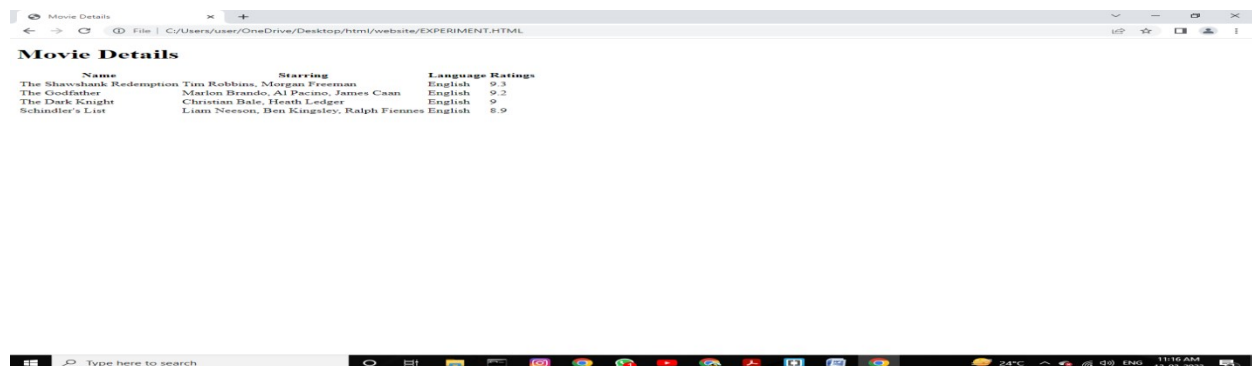 Movie Details
File C:/Users/user/OneDrive/Desktop/html/website/EXPERIMENT.HTML
Movie Details
Name Starring Language Ratings
The Shawshank Redemption Tim Robbins, Morgan Freeman English 9.3
The Godfather Marlon Brando, Al Pacino, James Caan English 9.2
The Dark Knight Christian Bale, Heath Ledger English 9
Schindler's List Liam Neeson, Ben Kingsley, Ralph Fiennes English 8.9
Type here to search 24°C ENG 11:16 AM